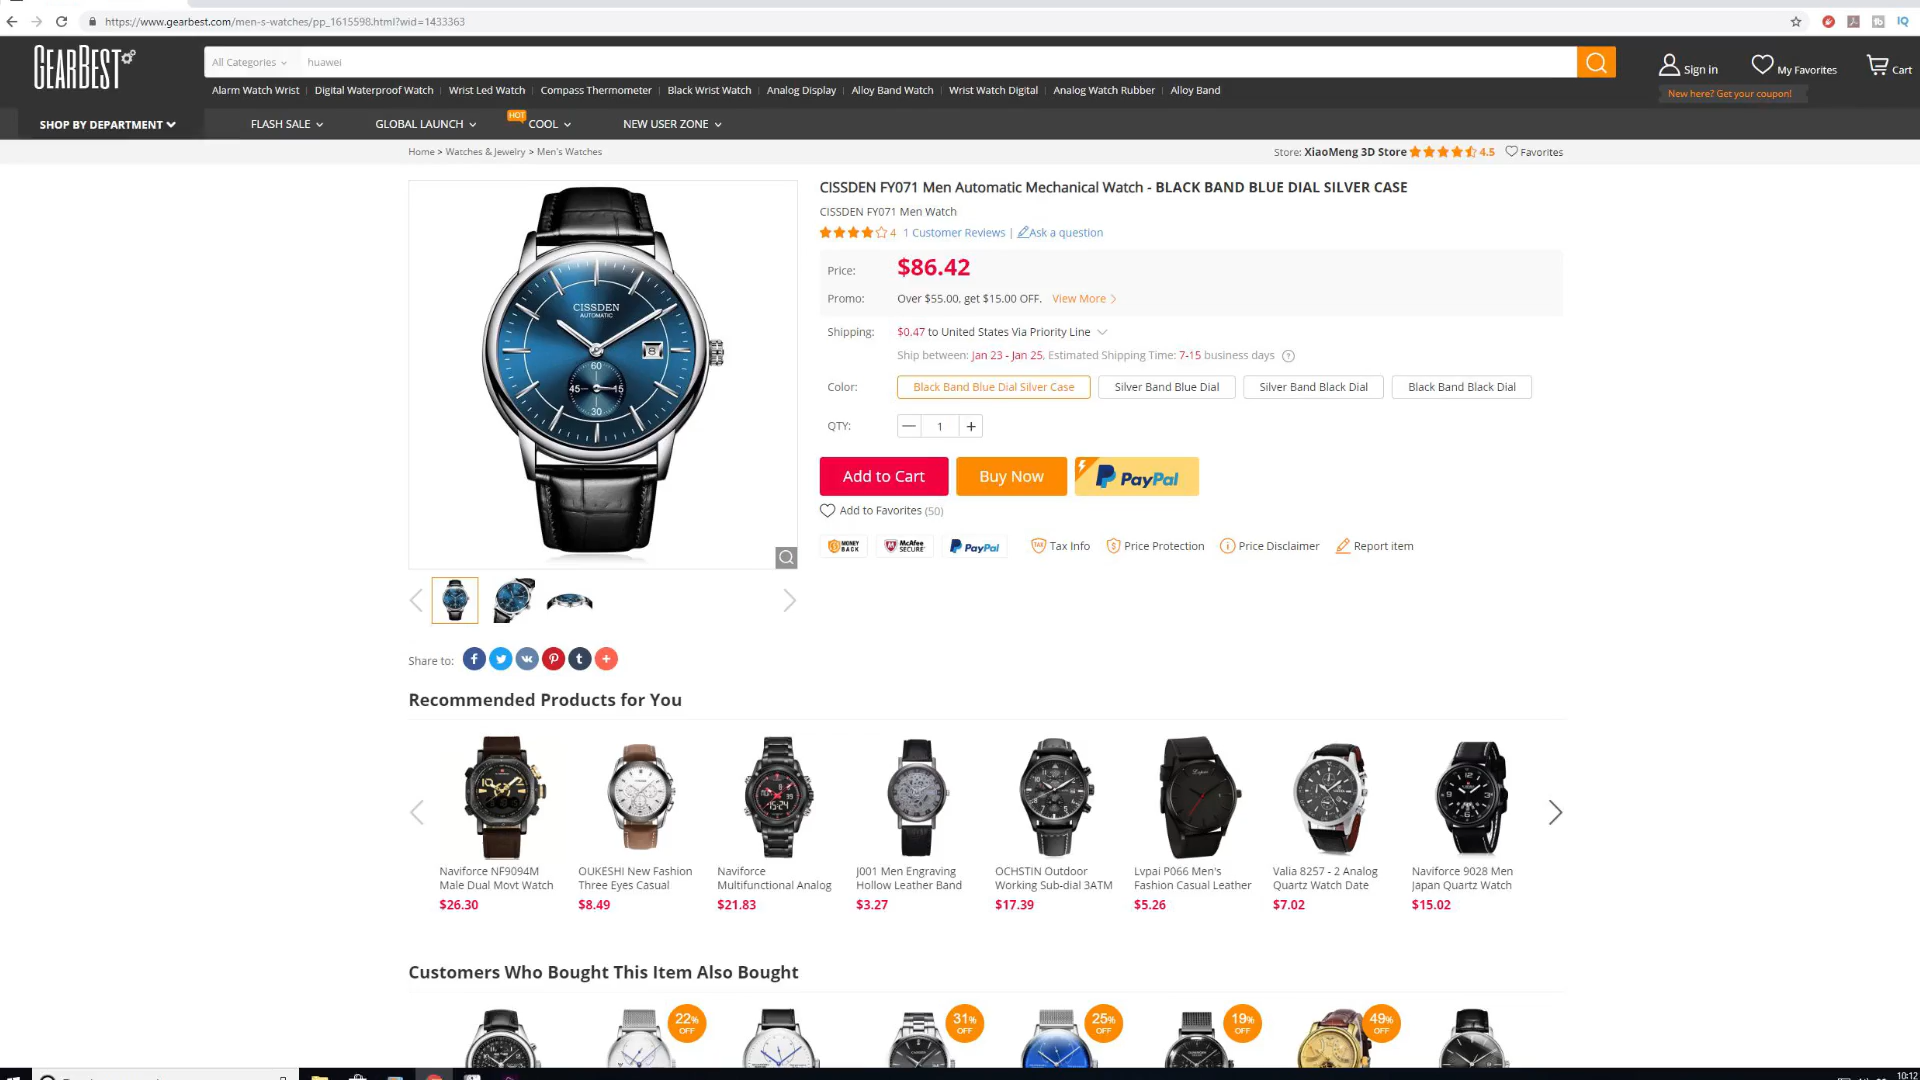 https://www.gearbest.com/men-s-watches/pp_1615598.html?wid=1433363
GEARBEST
All Categories huawei
Sign in My Favorites Cart
New here? Get your coupon!
Alarm Watch Wrist Digital Waterproof Watch Wrist Led Watch Compass Thermometer Black Wrist Watch Analog Display Alloy Band Watch Wrist Watch Digital Analog Watch Rubber Alloy Band
SHOP BY DEPARTMENT FLASH SALE GLOBAL LAUNCH HOT COOL NEW USER ZONE
Home > Watches & Jewelry > Men's Watches
Store: XiaoMeng 3D Store 4.5 Favorites
CISSDEN
AUTOMATIC
8
60
45 15
30
CISSDEN FY071 Men Automatic Mechanical Watch - BLACK BAND BLUE DIAL SILVER CASE
CISSDEN FY071 Men Watch
4 1 Customer Reviews | Ask a question
Price: $86.42
Promo: Over $55.00, get $15.00 OFF. View More >
Shipping: $0.47 to United States Via Priority Line
Ship between: Jan 23 - Jan 25, Estimated Shipping Time: 7-15 business days ?
Color: Black Band Blue Dial Silver Case Silver Band Blue Dial Silver Band Black Dial Black Band Black Dial
QTY: — 1 +
Add to Cart Buy Now PayPal
Add to Favorites (50)
MONEY BACK McAfee SECURE PayPal Tax Info Price Protection Price Disclaimer Report item
Share to:
Recommended Products for You
Naviforce NF9094M
Male Dual Movt Watch
$26.30
OUKESHI New Fashion
Three Eyes Casual
$8.49
Naviforce
Multifunctional Analog
$21.83
J001 Men Engraving
Hollow Leather Band
$3.27
OCHSTIN Outdoor
Working Sub-dial 3ATM
$17.39
Lvpai P066 Men's
Fashion Casual Leather
$5.26
Valia 8257 - 2 Analog
Quartz Watch Date
$7.02
Naviforce 9028 Men
Japan Quartz Watch
$15.02
Customers Who Bought This Item Also Bought
22% OFF
31% OFF
25% OFF
19% OFF
49% OFF
10:12